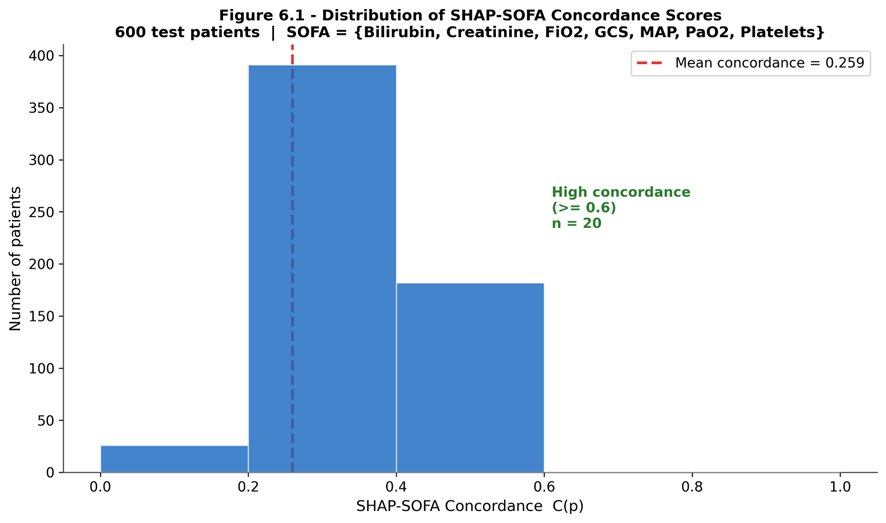 Figure 6.1 - Distribution of SHAP-SOFA Concordance Scores
600 test patients | SOFA = {Bilirubin, Creatinine, FiO2, GCS, MAP, PaO2, Platelets}
Mean concordance = 0.259
High concordance
(>= 0.6)
n = 20
Number of patients
400
350
300
250
200
150
100
50
0
0.0 0.2 0.4 0.6 0.8 1.0
SHAP-SOFA Concordance C(p)